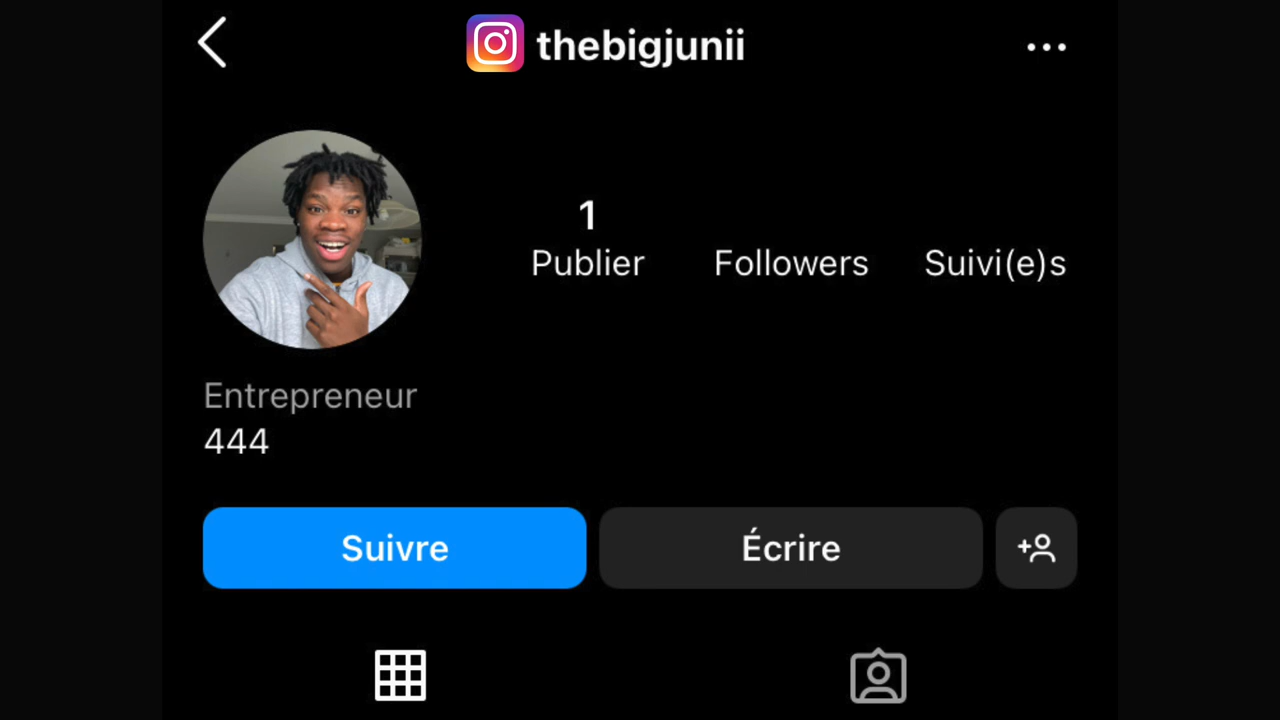 thebigjunii
1
Publier Followers Suivi(e)s
Entrepreneur
444
Suivre Écrire